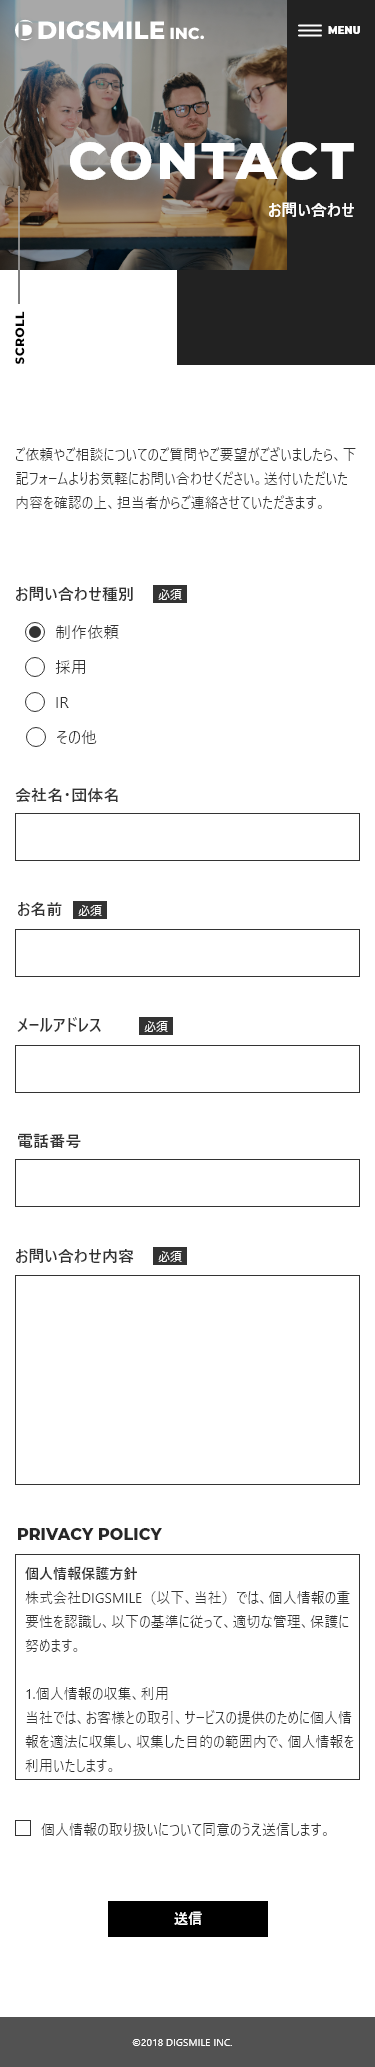 DIGSMILE INC.
MENU
CONTACT
お問い合わせ
SCROLL
ご依頼やご相談についてのご質問やご要望がございましたら、下
記フォームよりお気軽にお問い合わせください。送付いただいた
内容を確認の上、担当者からご連絡させていただきます。
お問い合わせ種別 必須
制作依頼
採用
IR
その他
会社名・団体名
お名前 必須
メールアドレス 必須
電話番号
お問い合わせ内容 必須
PRIVACY POLICY
個人情報保護方針
株式会社DIGSMILE（以下、当社）では、個人情報の重
要性を認識し、以下の基準に従って、適切な管理、保護に
努めます。
1.個人情報の収集、利用
当社では、お客様との取引、サービスの提供のために個人情
報を適法に収集し、収集した目的の範囲内で、個人情報を
利用いたします。
個人情報の取り扱いについて同意のうえ送信します。
送信
©2018 DIGSMILE INC.